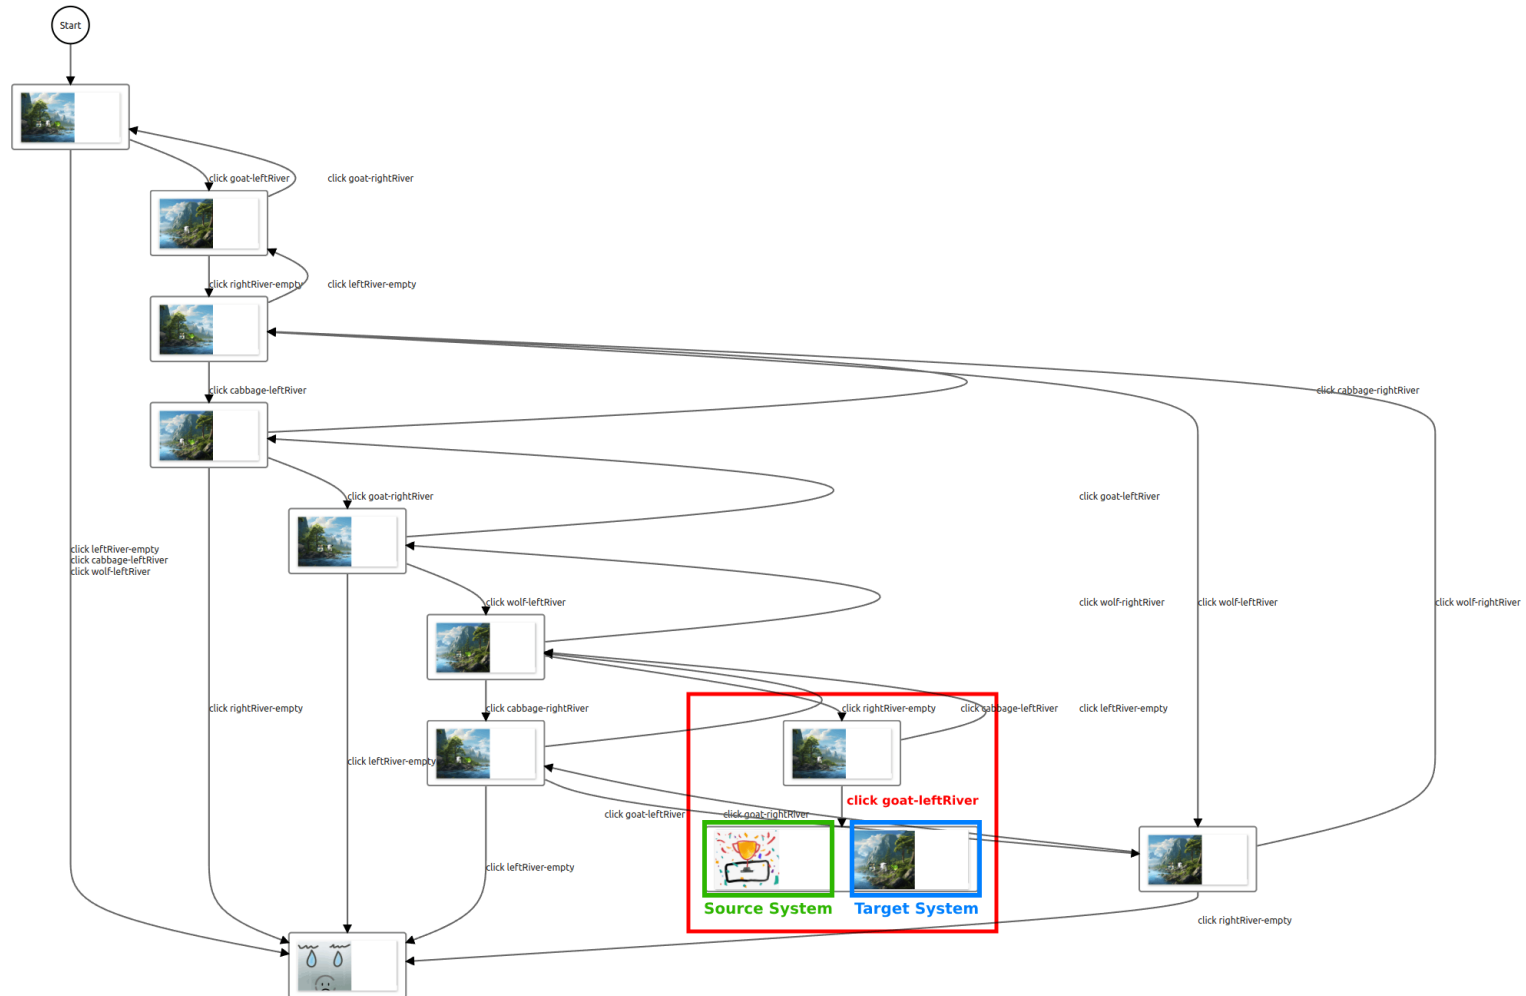 Start
click goat-leftRiver
click goat-rightRiver
click rightRiver-empty
click leftRiver-empty
click cabbage-leftRiver
click cabbage-rightRiver
click goat-rightRiver
click goat-leftRiver
click leftRiver-empty
click cabbage-leftRiver
click wolf-leftRiver
click wolf-leftRiver
click wolf-rightRiver
click wolf-leftRiver
click wolf-rightRiver
click rightRiver-empty
click cabbage-rightRiver
click rightRiver-empty
click cabbage-leftRiver
click leftRiver-empty
click leftRiver-empty
click goat-leftRiver
click goat-leftRiver
click goat-rightRiver
click leftRiver-empty
Source System
Target System
click rightRiver-empty